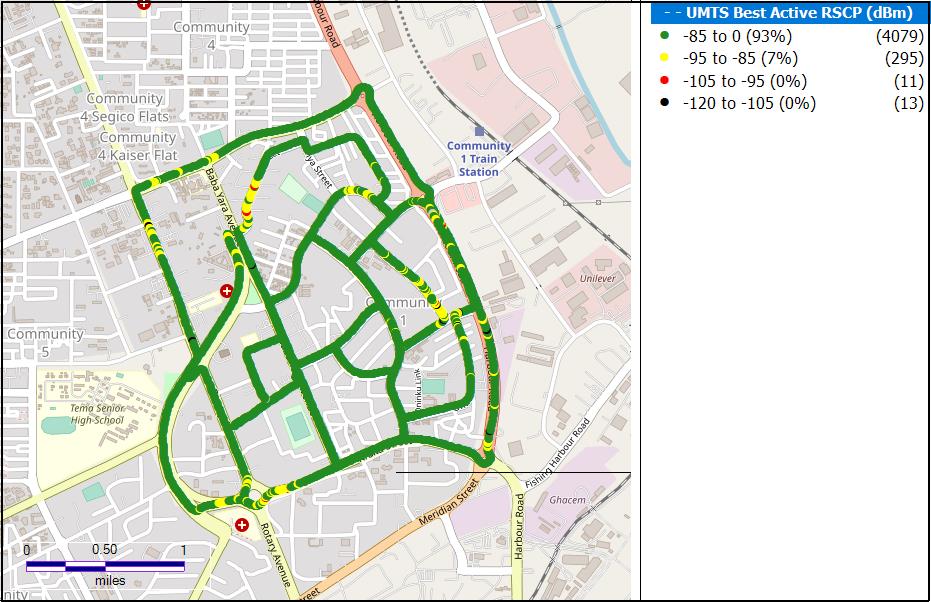 - - UMTS Best Active RSCP (dBm)
-85 to 0 (93%) (4079)
-95 to -85 (7%) (295)
-105 to -95 (0%) (11)
-120 to -105 (0%) (13)
Community
4
Harbour Road
Community
4 Segico Flats
Community
4 Kaiser Flat
Community
1 Train
Station
Street
Baba Yara Avenue
Unilever
Community
1
Community
5
Tema Senior
High-School
Link
Fishing Harbour Road
Meridian Street
Ghacem
Harbour Road
Rotary Avenue
0 0.50 1
miles
nity
reet